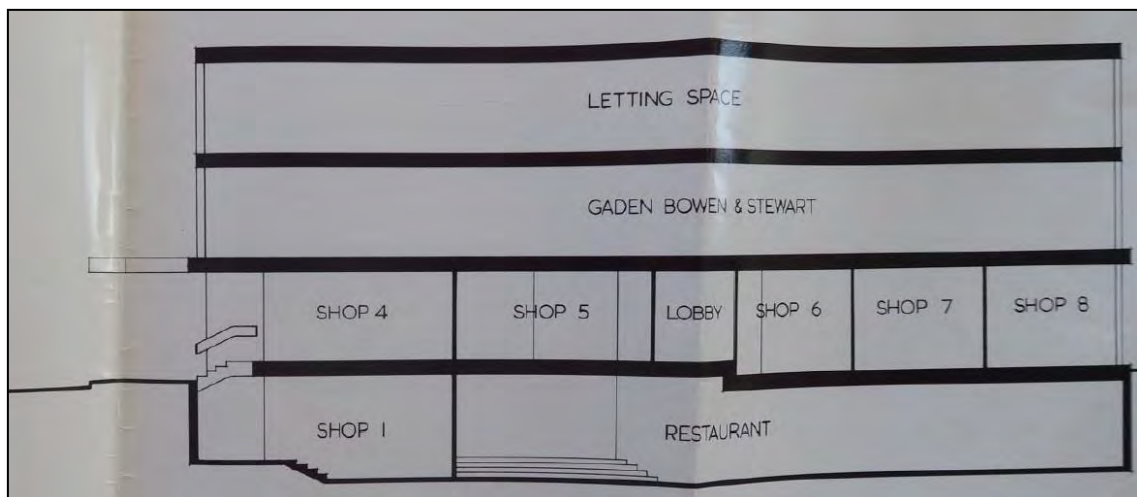 LETTING SPACE
GADEN BOWEN & STEWART
SHOP 4 SHOP 5 LOBBY SHOP 6 SHOP 7 SHOP 8
SHOP 1 RESTAURANT